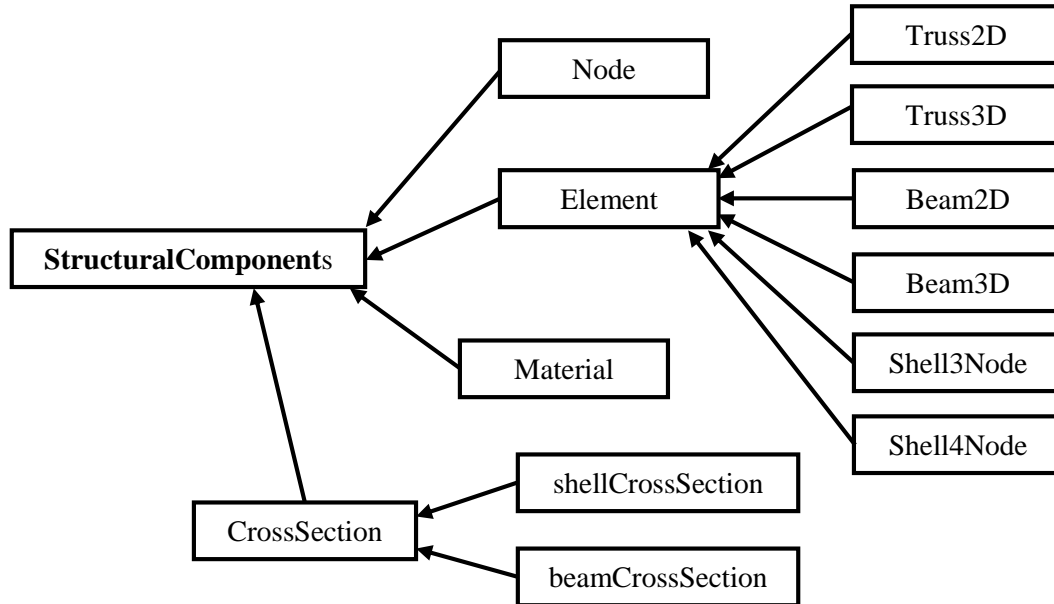 Truss2D
Node
Truss3D
Element
Beam2D
StructuralComponents
Beam3D
Material
Shell3Node
Shell4Node
shellCrossSection
CrossSection
beamCrossSection